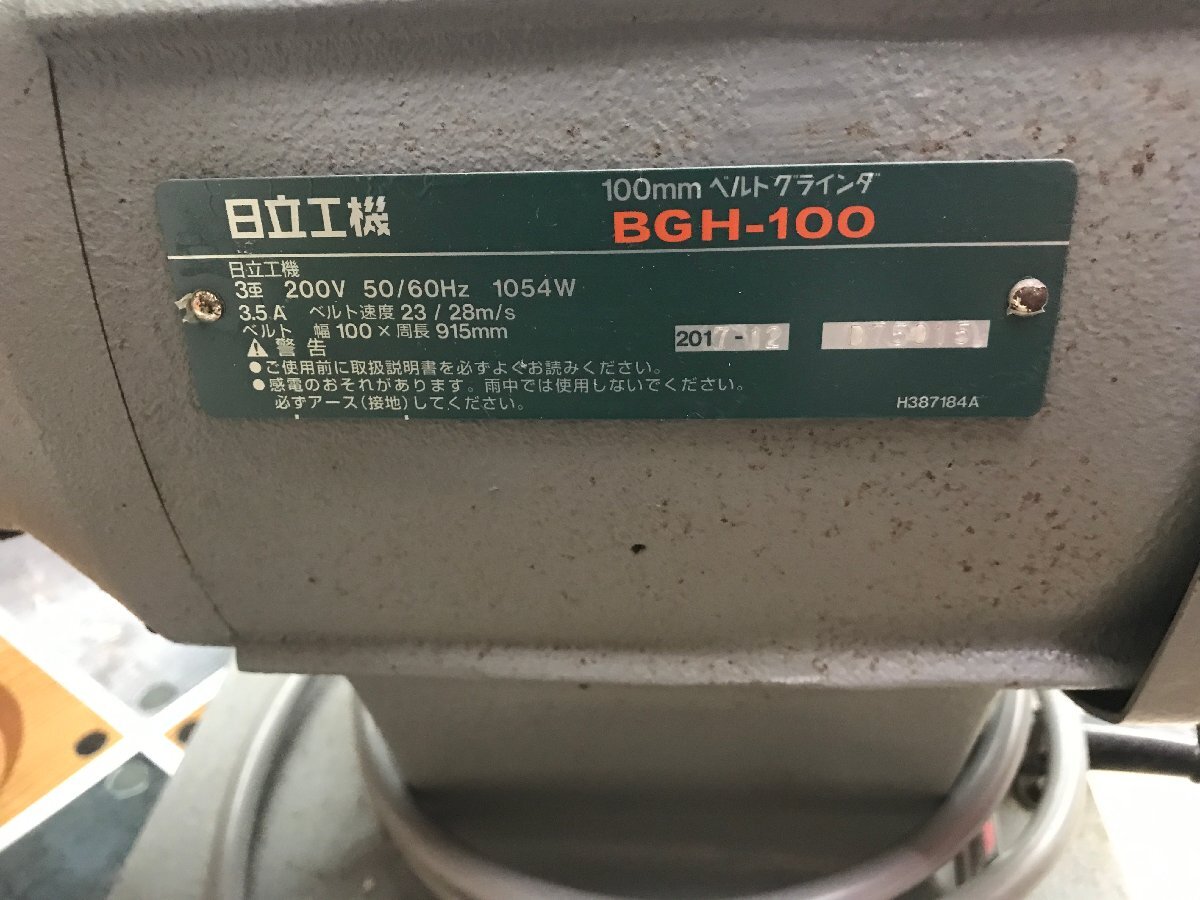 日立工機
100mm ベルトグラインダ
BGH-100
日立工機
3亜 200V 50/60Hz 1054W
3.5A ベルト速度 23/28m/s
ベルト 幅 100×周長 915mm
2017-12
警告
●ご使用前に取扱説明書を必ずよくお読みください。
●感電のおそれがあります。雨中では使用しないでください。
必ずアース(接地)してください。
H387184A